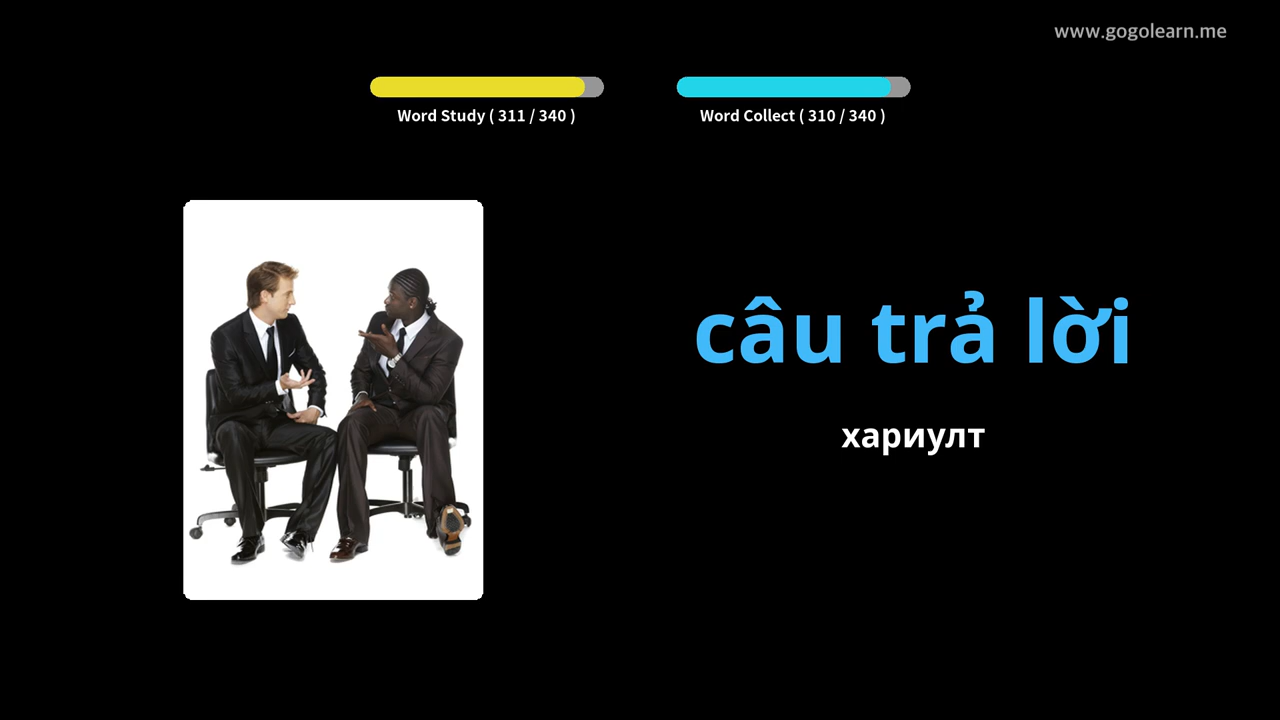 www.gogolearn.me
Word Study ( 311 / 340 )
Word Collect ( 310 / 340 )
câu trả lời
хариулт